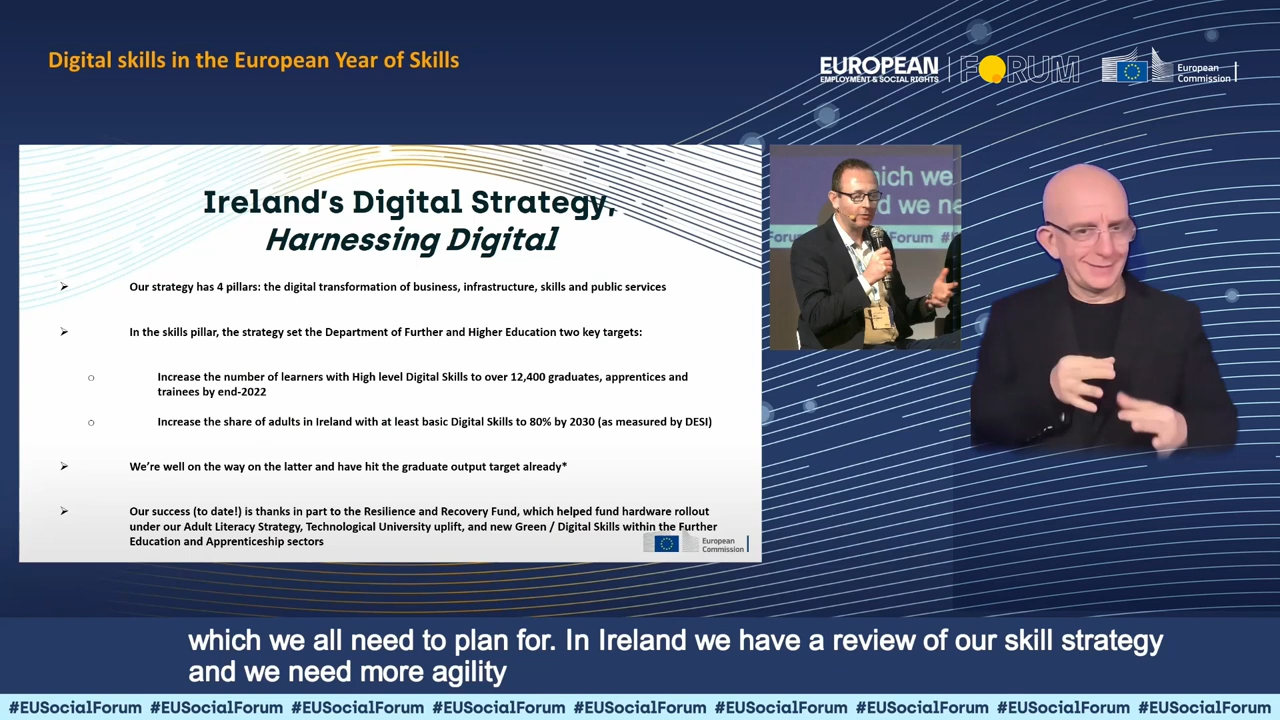 Digital skills in the European Year of Skills
EUROPEAN
EMPLOYMENT & SOCIAL RIGHTS
FORUM
European
Commission
Ireland's Digital Strategy,
Harnessing Digital
Our strategy has 4 pillars: the digital transformation of business, infrastructure, skills and public services
In the skills pillar, the strategy set the Department of Further and Higher Education two key targets:
Increase the number of learners with High level Digital Skills to over 12,400 graduates, apprentices and
trainees by end-2022
Increase the share of adults in Ireland with at least basic Digital Skills to 80% by 2030 (as measured by DESI)
We're well on the way on the latter and have hit the graduate output target already*
Our success (to date!) is thanks in part to the Resilience and Recovery Fund, which helped fund hardware rollout
under our Adult Literacy Strategy, Technological University uplift, and new Green / Digital Skills within the Further
Education and Apprenticeship sectors
European
Commission
which we all need to plan for. In Ireland we have a review of our skill strategy
and we need more agility
#EUSocialForum #EUSocialForum #EUSocialForum #EUSocialForum #EUSocialForum #EUSocialForum #EUSocialForum #EUSocialForum #EUSocialForum